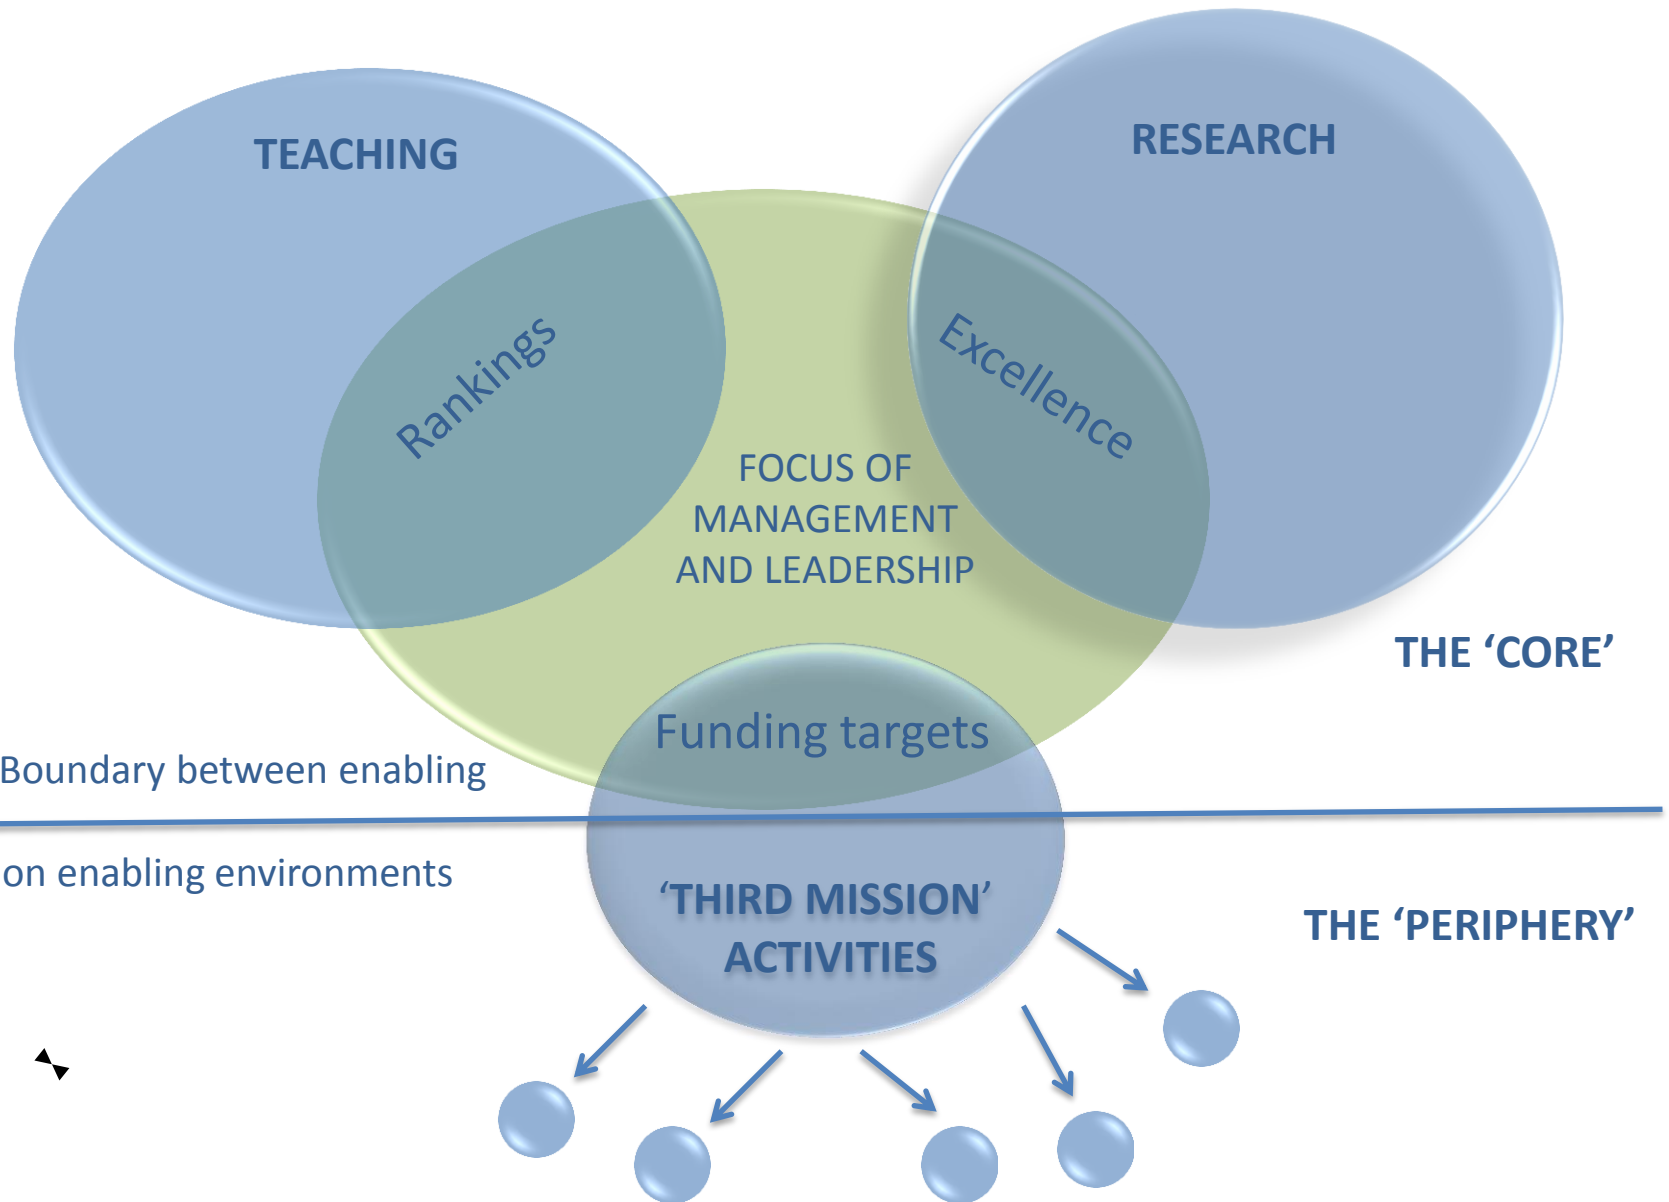 TEACHING
RESEARCH
Rankings
Excellence
FOCUS OF
MANAGEMENT
AND LEADERSHIP
THE ‘CORE’
Funding targets
Boundary between enabling
on enabling environments
‘THIRD MISSION’
ACTIVITIES
THE ‘PERIPHERY’